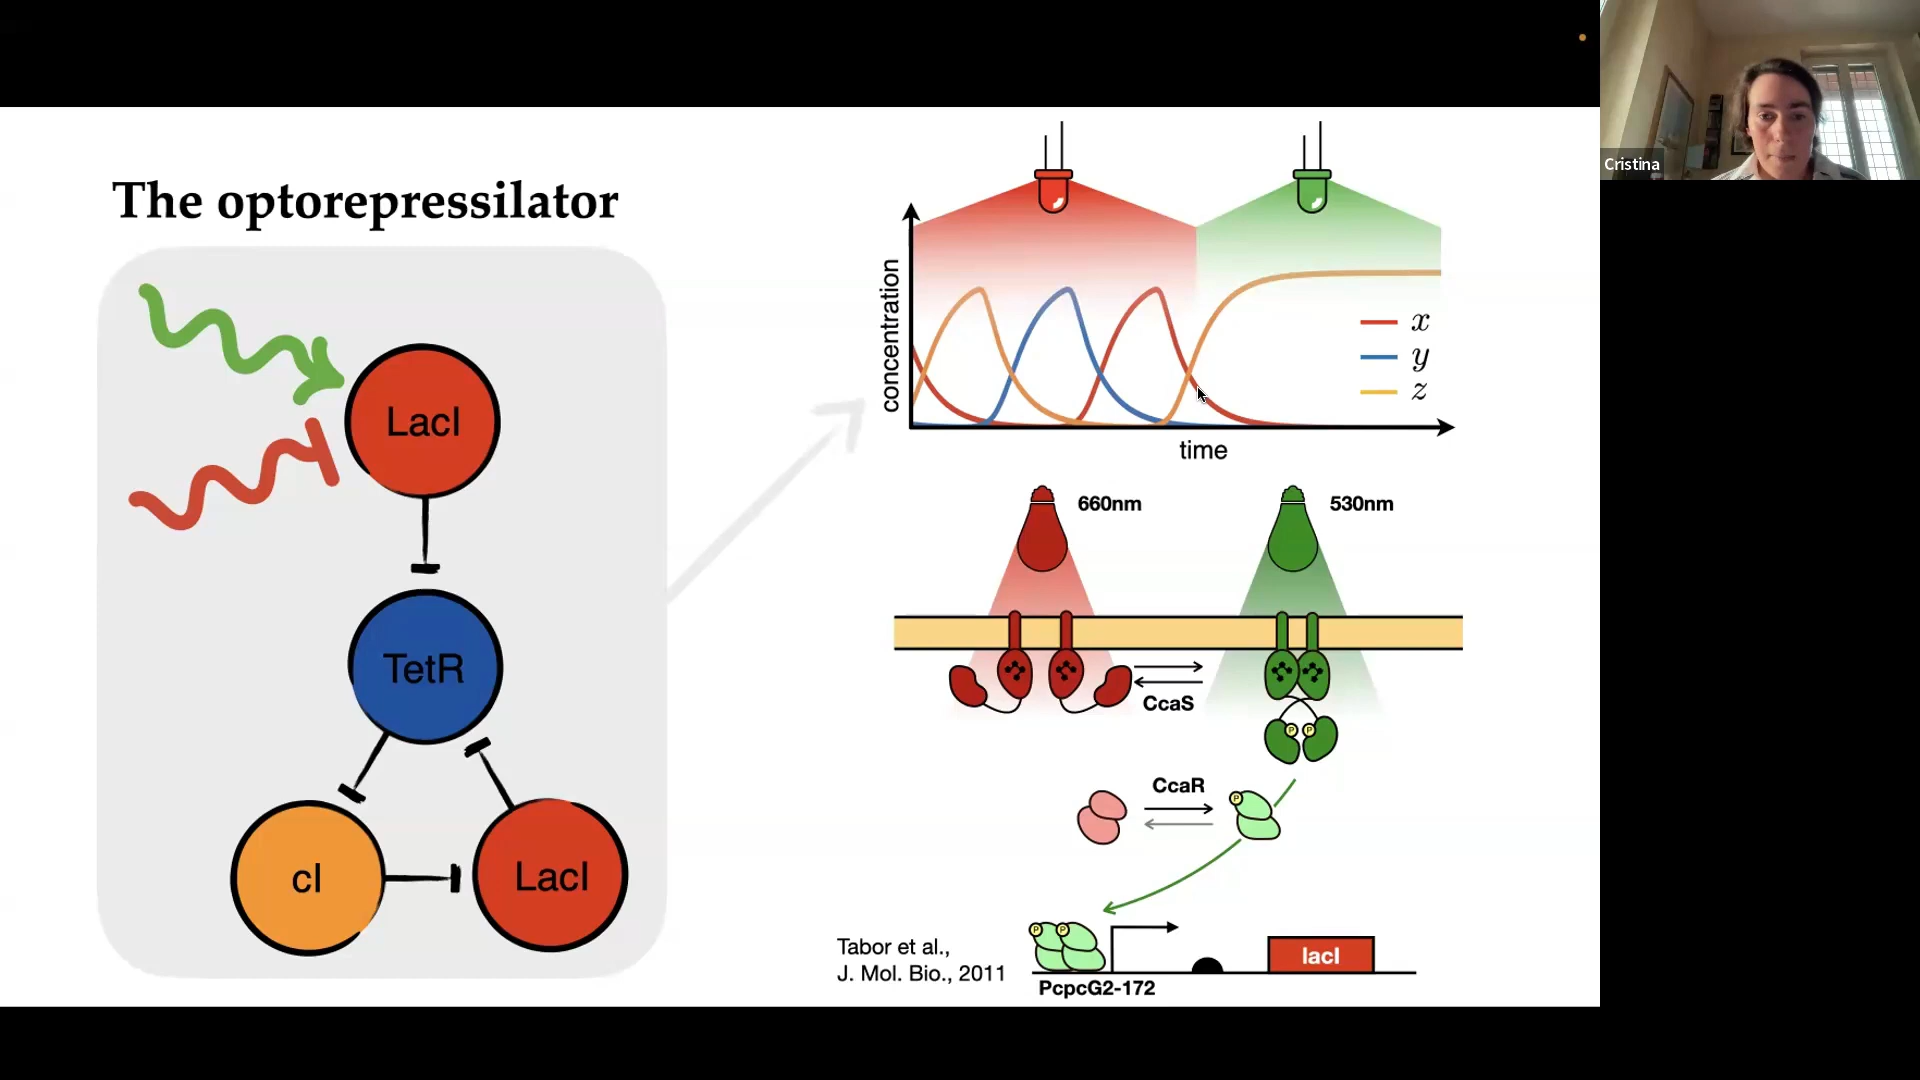 The optorepressilator
LacI
TetR
cI
LacI
concentration
x
y
z
time
660nm
530nm
CcaS
P P
CcaR
P
P P
Tabor et al.,
J. Mol. Bio., 2011
PcpcG2-172
lacI
Cristina